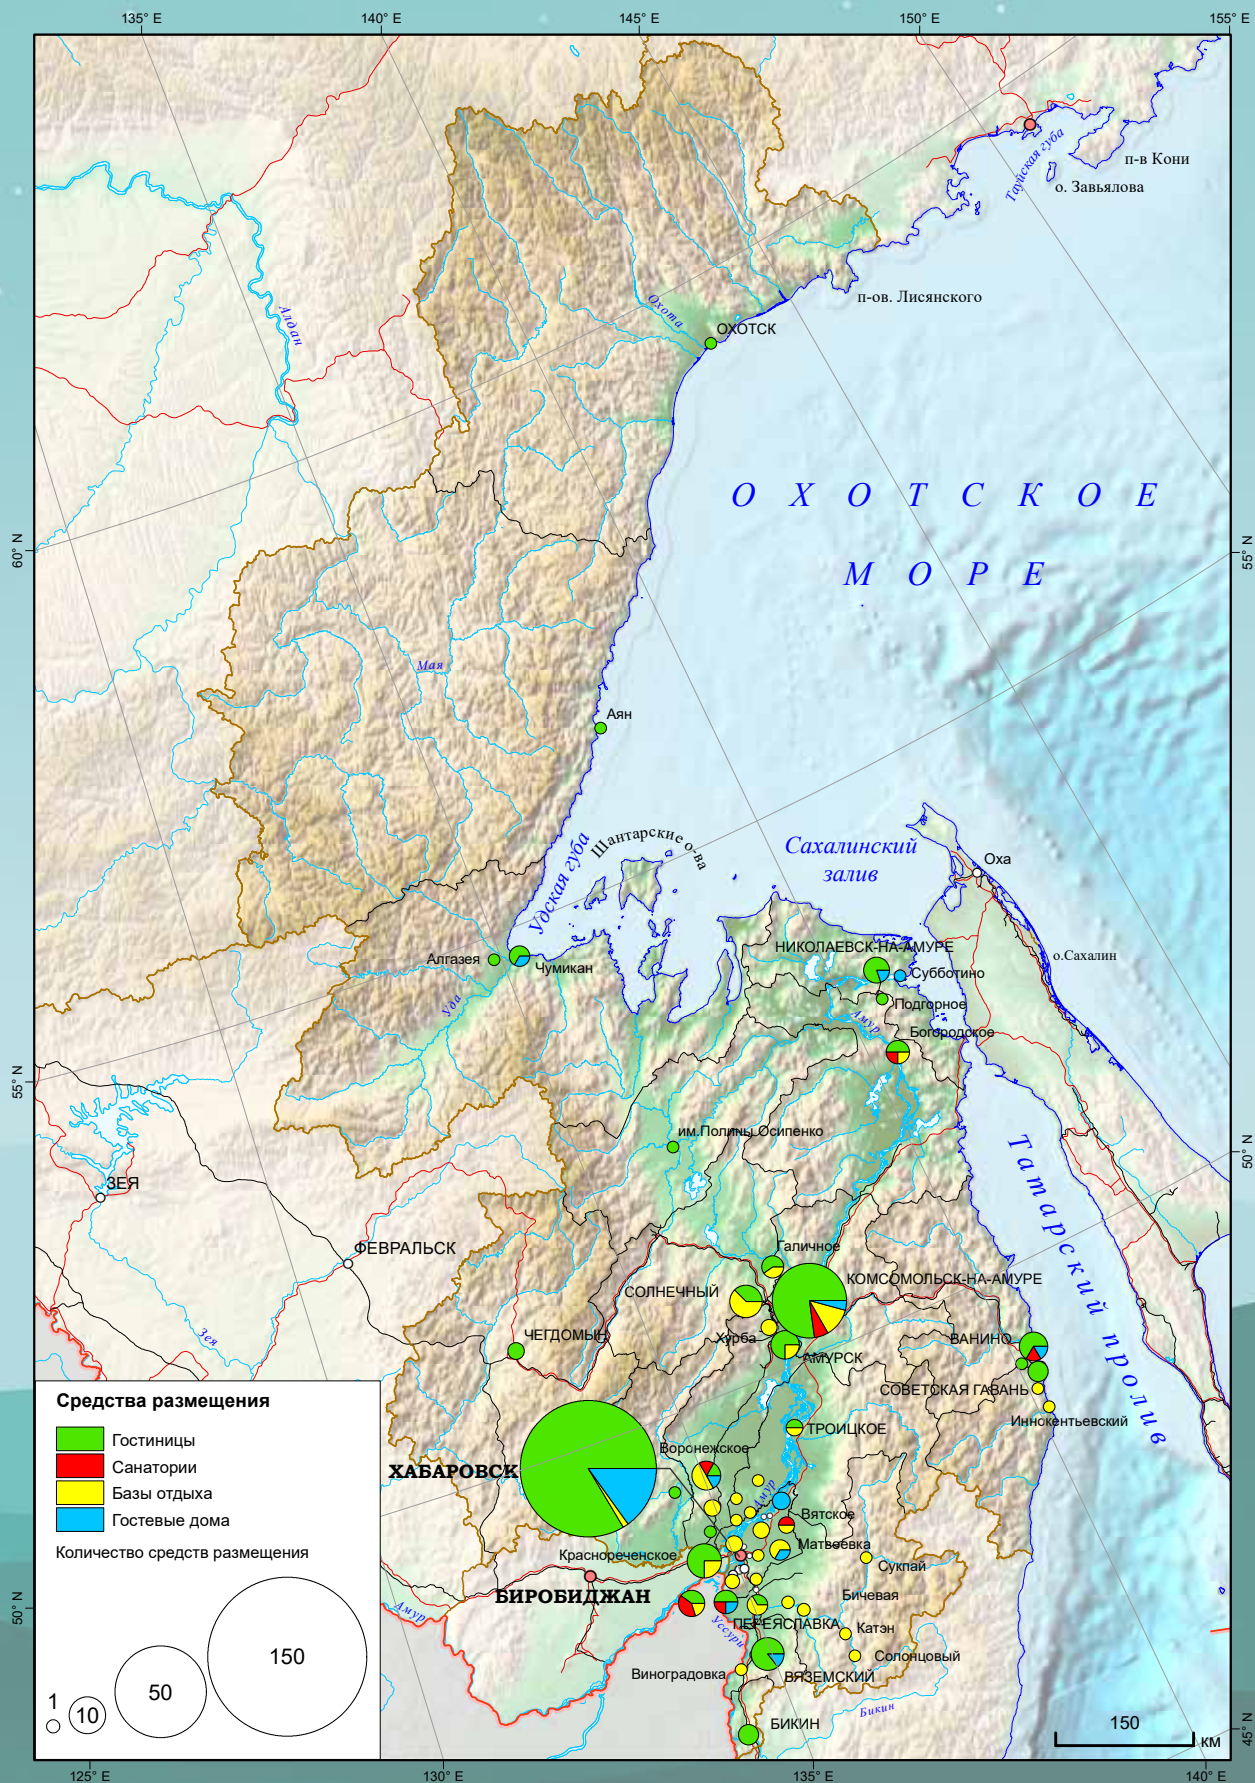 135° E
140° E
145° E
150° E
155° E
п-в Кони
Тауйская губа
о. Завьялова
п-ов. Лисянского
Алдан
Охота
ОХОТСК
ОХОТСКОЕ
МОРЕ
60° N
55° N
Мая
Аян
Шантарские о-ва
Удская губа
Сахалинский
залив
Оха
НИКОЛАЕВСК-НА-АМУРЕ
о.Сахалин
Алгазея
Чумикан
Субботино
Уда
Подгорное
Амур
Богородское
55° N
им.Полины Осипенко
50° N
Татарский пролив
ЗЕЯ
ФЕВРАЛЬСК
Галичное
КОМСОМОЛЬСК-НА-АМУРЕ
СОЛНЕЧНЫЙ
Зея
ЧЕГДОМЫН
Хурба
ВАНИНО
АМУРСК
СОВЕТСКАЯ ГАВАНЬ
Иннокентьевский
ТРОИЦКОЕ
Воронежское
ХАБАРОВСК
Амур
Вятское
Матвеевка
Краснореченское
Сукпай
БИРОБИДЖАН
Бичевая
Амур
Уссури
ПЕРЕЯСЛАВКА
Катэн
Солонцовый
Виноградовка
ВЯЗЕМСКИЙ
Бикин
БИКИН
50° N
45° N
Средства размещения
Гостиницы
Санатории
Базы отдыха
Гостевые дома
Количество средств размещения
1
10
50
150
150
км
125° E
130° E
135° E
140° E